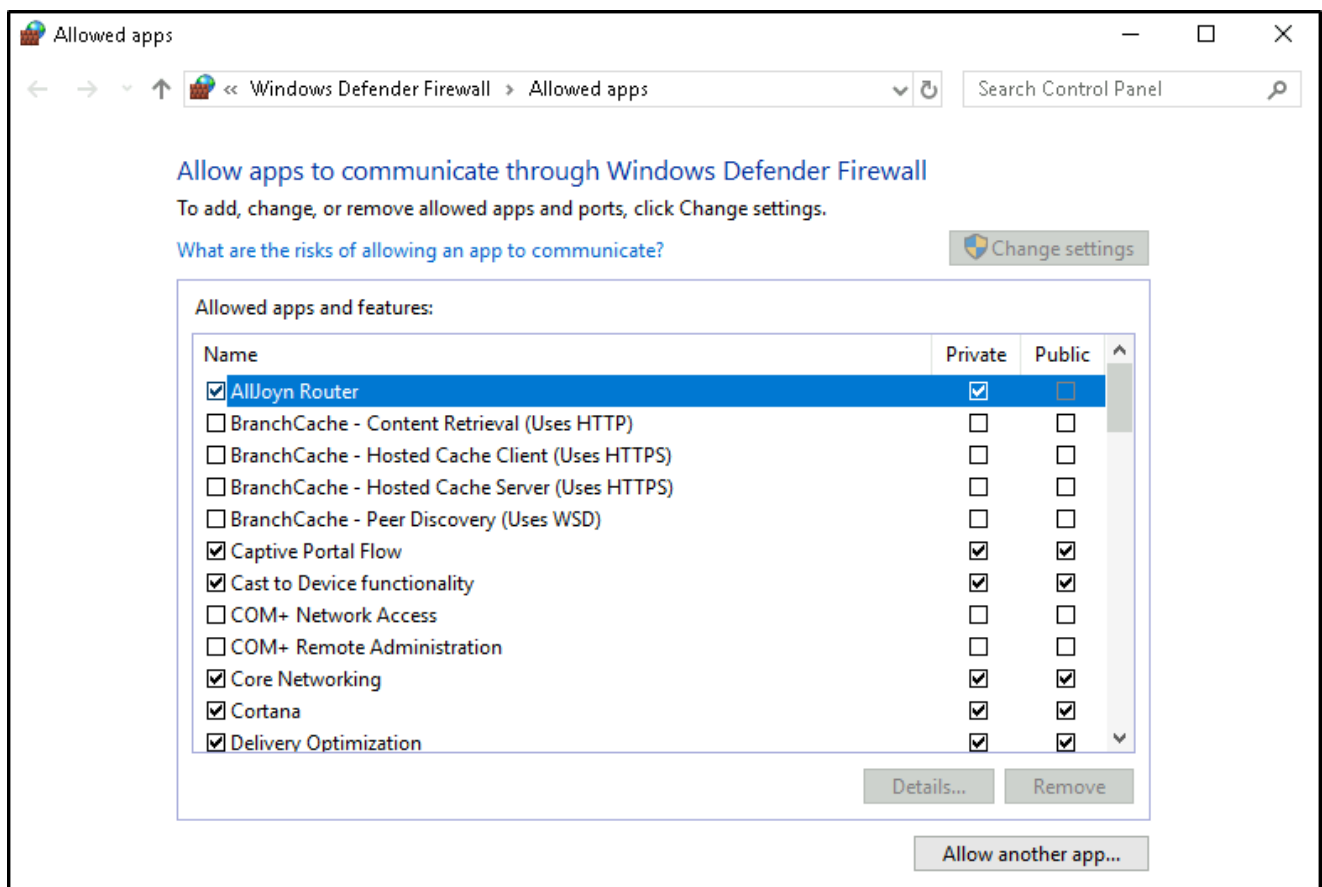 Allowed apps
« Windows Defender Firewall > Allowed apps
Search Control Panel
Allow apps to communicate through Windows Defender Firewall
To add, change, or remove allowed apps and ports, click Change settings.
What are the risks of allowing an app to communicate?
Change settings
Allowed apps and features:
Name Private Public
AllJoyn Router
BranchCache - Content Retrieval (Uses HTTP)
BranchCache - Hosted Cache Client (Uses HTTPS)
BranchCache - Hosted Cache Server (Uses HTTPS)
BranchCache - Peer Discovery (Uses WSD)
Captive Portal Flow
Cast to Device functionality
COM+ Network Access
COM+ Remote Administration
Core Networking
Cortana
Delivery Optimization
Details... Remove
Allow another app...